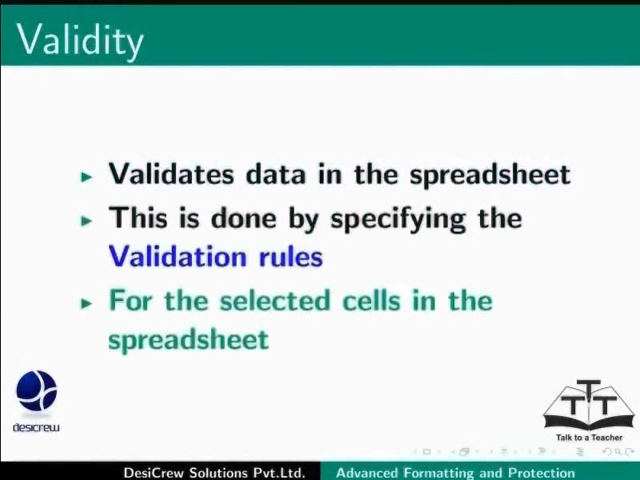 Validity
Validates data in the spreadsheet
This is done by specifying the
Validation rules
For the selected cells in the
spreadsheet
desicrew
TTT
Talk to a Teacher
DesiCrew Solutions Pvt.Ltd. Advanced Formatting and Protection